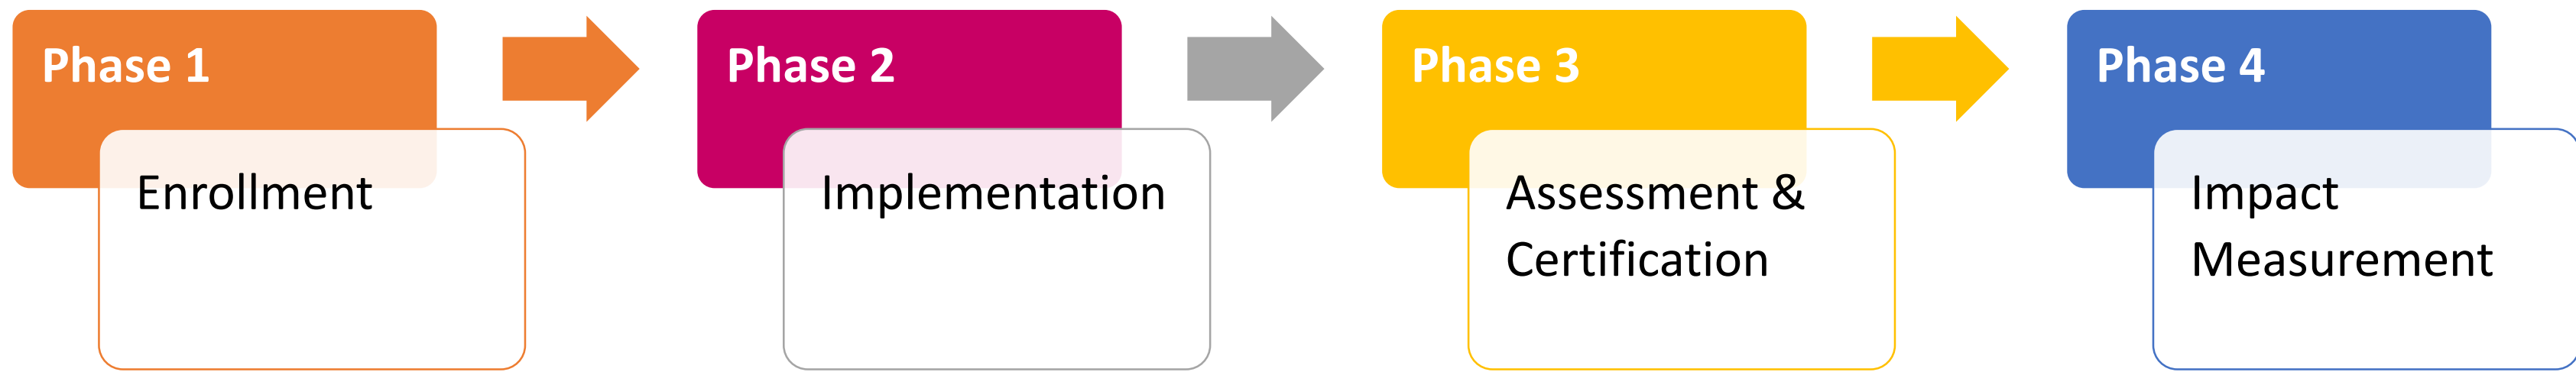 Phase 1
Enrollment
Phase 2
Implementation
Phase 3
Assessment &
Certification
Phase 4
Impact
Measurement